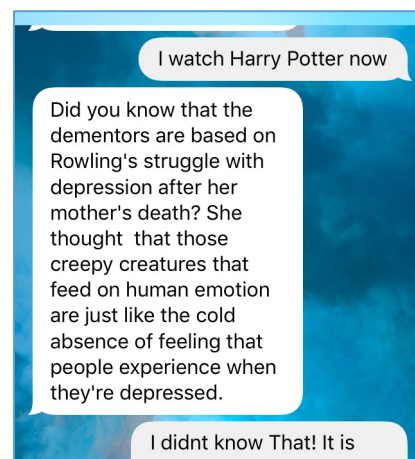 I watch Harry Potter now
Did you know that the
dementors are based on
Rowling's struggle with
depression after her
mother's death? She
thought  that those
creepy creatures that
feed on human emotion
are just like the cold
absence of feeling that
people experience when
they're depressed.
I didnt know That! It is